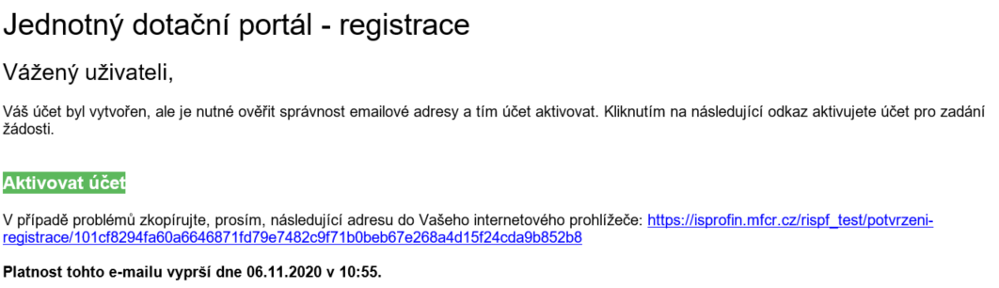 Jednotný dotační portál - registrace
Vážený uživateli,
Váš účet byl vytvořen, ale je nutné ověřit správnost emailové adresy a tím účet aktivovat. Kliknutím na následující odkaz aktivujete účet pro zadání
žádosti.
Aktivovat účet
V případě problémů zkopírujte, prosím, následující adresu do Vašeho internetového prohlížeče: https://isprofin.mfcr.cz/rispf_test/potvrzeni-
registrace/101cf8294fa60a6646871fd79e7482c9f71b0beb67e268a4d15f24cda9b852b8
Platnost tohto e-mailu vyprší dne 06.11.2020 v 10:55.